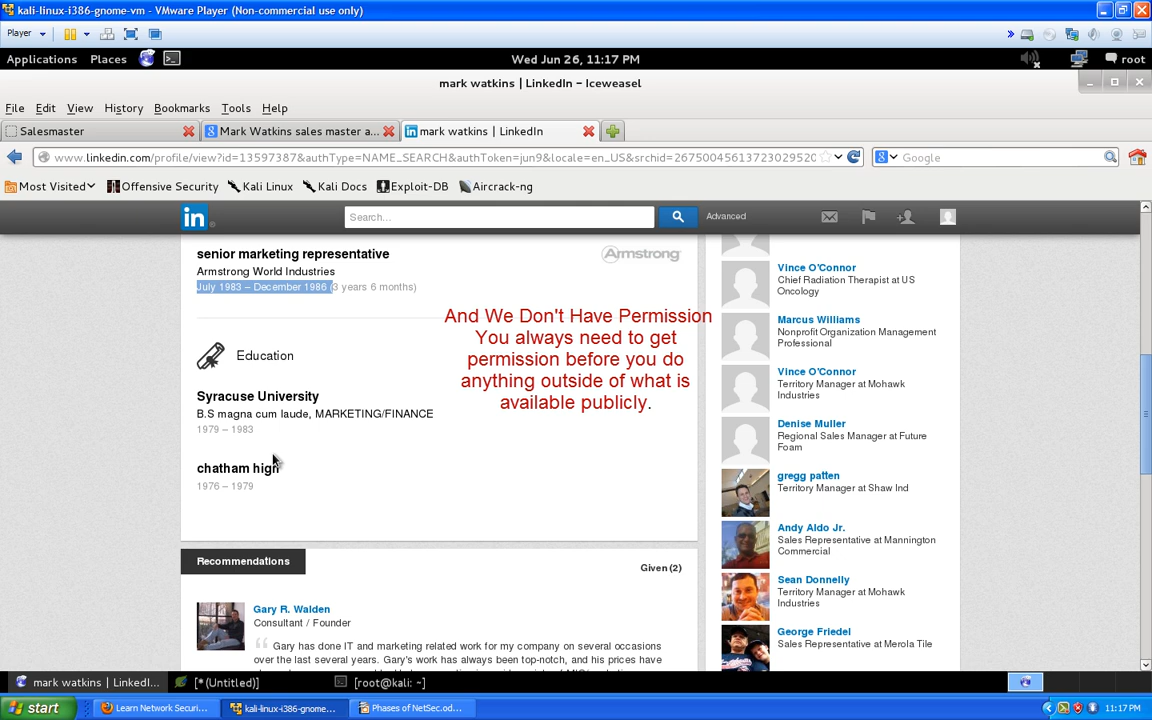 kali-linux-i386-gnome-vm - VMware Player (Non-commercial use only)
Player
Applications Places Wed Jun 26, 11:17 PM root
mark watkins | LinkedIn - Iceweasel
File Edit View History Bookmarks Tools Help
Salesmaster Mark Watkins sales master a... mark watkins | LinkedIn
www.linkedin.com/profile/view?id=13597387&authType=NAME_SEARCH&authToken=jun9&locale=en_US&srchid=26750045613723029520 Google
Most Visited Offensive Security Kali Linux Kali Docs Exploit-DB Aircrack-ng
in Search... Advanced
senior marketing representative
Armstrong
Armstrong World Industries
July 1983 – December 1986 (3 years 6 months)
And We Don't Have Permission
You always need to get
permission before you do
anything outside of what is
available publicly.
Education
Syracuse University
B.S magna cum laude, MARKETING/FINANCE
1979 – 1983
chatham high
1976 – 1979
Recommendations
Given (2)
Gary R. Walden
Consultant / Founder
Gary has done IT and marketing related work for my company on several occasions
over the last several years. Gary's work has always been top-notch, and his prices have
Vince O'Connor
Chief Radiation Therapist at US
Oncology
Marcus Williams
Nonprofit Organization Management
Professional
Vince O'Connor
Territory Manager at Mohawk
Industries
Denise Muller
Regional Sales Manager at Future
Foam
gregg patten
Territory Manager at Shaw Ind
Andy Aldo Jr.
Sales Representative at Mannington
Commercial
Sean Donnelly
Territory Manager at Mohawk
Industries
George Friedel
Sales Representative at Merola Tile
mark watkins | LinkedI... [*(Untitled)] [root@kali: ~]
start Learn Network Securi... kali-linux-i386-gnome... Phases of NetSec.od... 11:17 PM